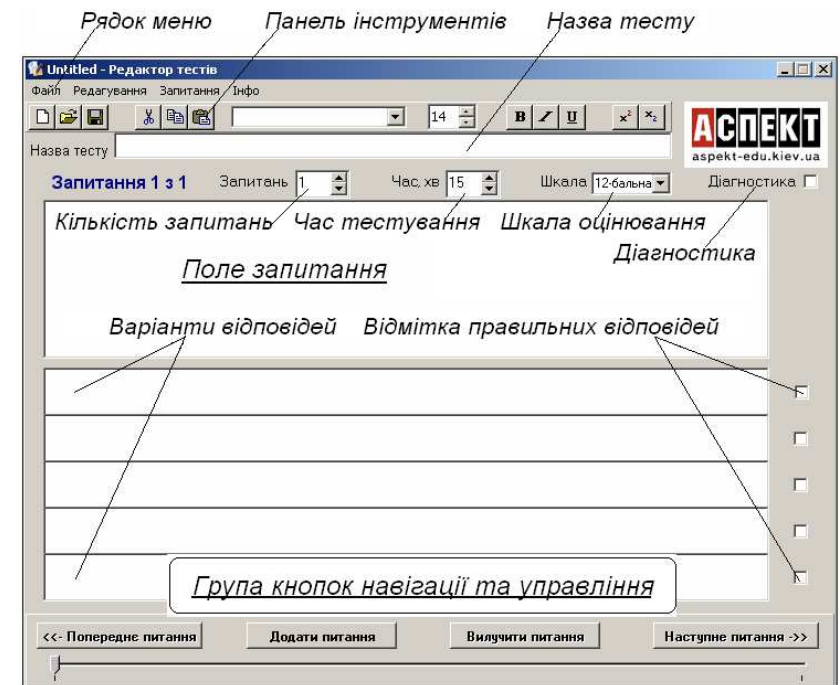 Рядок меню Панель інструментів Назва тесту
Untitled - Редактор тестів
Файл Редагування Запитання Інфо
14 B I U x² x₂
АСПЕКТ
aspekt-edu.kiev.ua
Назва тесту
Запитання 1 з 1 Запитань 1 Час, хв 15 Шкала 12-бальна Діагностика
Кількість запитань Час тестування Шкала оцінювання
Діагностика
Поле запитання
Варіанти відповідей Відмітка правильних відповідей
Група кнопок навігації та управління
<<- Попереднє питання Додати питання Вилучити питання Наступне питання ->>